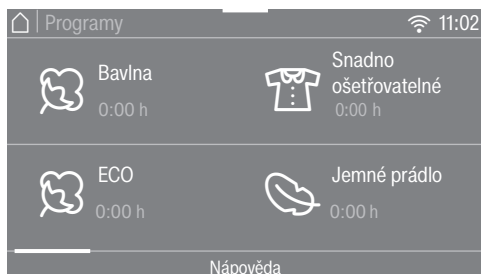 Programy
11:02
Bavlna
0:00 h
Snadno
ošetřovatelné
0:00 h
ECO
0:00 h
Jemné prádlo
0:00 h
Nápověda